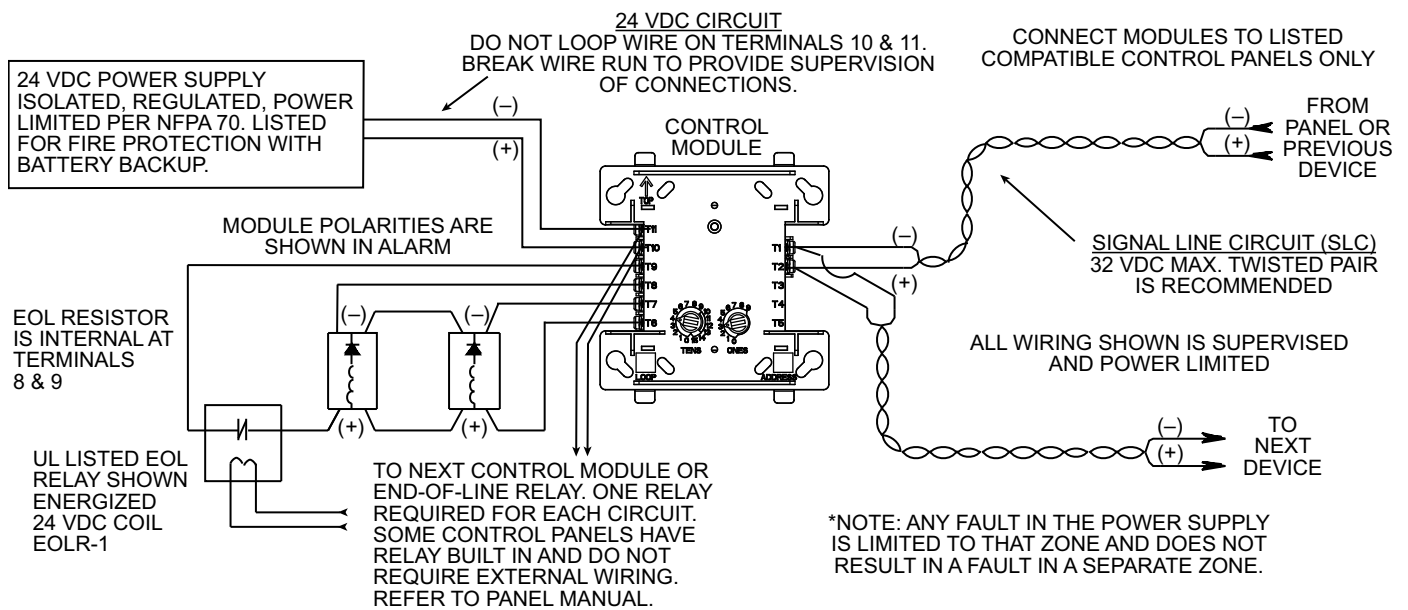 24 VDC CIRCUIT
DO NOT LOOP WIRE ON TERMINALS 10 & 11.
BREAK WIRE RUN TO PROVIDE SUPERVISION
OF CONNECTIONS.
CONNECT MODULES TO LISTED
COMPATIBLE CONTROL PANELS ONLY
24 VDC POWER SUPPLY
ISOLATED, REGULATED, POWER
LIMITED PER NFPA 70. LISTED
FOR FIRE PROTECTION WITH
BATTERY BACKUP.
(–)
(+)
CONTROL
MODULE
(–)
(+)
FROM
PANEL OR
PREVIOUS
DEVICE
MODULE POLARITIES ARE
SHOWN IN ALARM
TOP
T11
T10
T9
T8
T7
T6
T1
T2
T3
T4
T5
(–)
(+)
SIGNAL LINE CIRCUIT (SLC)
32 VDC MAX. TWISTED PAIR
IS RECOMMENDED
EOL RESISTOR
IS INTERNAL AT
TERMINALS
8 & 9
(–)
(–)
(+)
(+)
TENS
ONES
LOOP
ADDRESS
ALL WIRING SHOWN IS SUPERVISED
AND POWER LIMITED
UL LISTED EOL
RELAY SHOWN
ENERGIZED
24 VDC COIL
EOLR-1
TO NEXT CONTROL MODULE OR
END-OF-LINE RELAY. ONE RELAY
REQUIRED FOR EACH CIRCUIT.
SOME CONTROL PANELS HAVE
RELAY BUILT IN AND DO NOT
REQUIRE EXTERNAL WIRING.
REFER TO PANEL MANUAL.
(–)
(+)
TO
NEXT
DEVICE
*NOTE: ANY FAULT IN THE POWER SUPPLY
IS LIMITED TO THAT ZONE AND DOES NOT
RESULT IN A FAULT IN A SEPARATE ZONE.